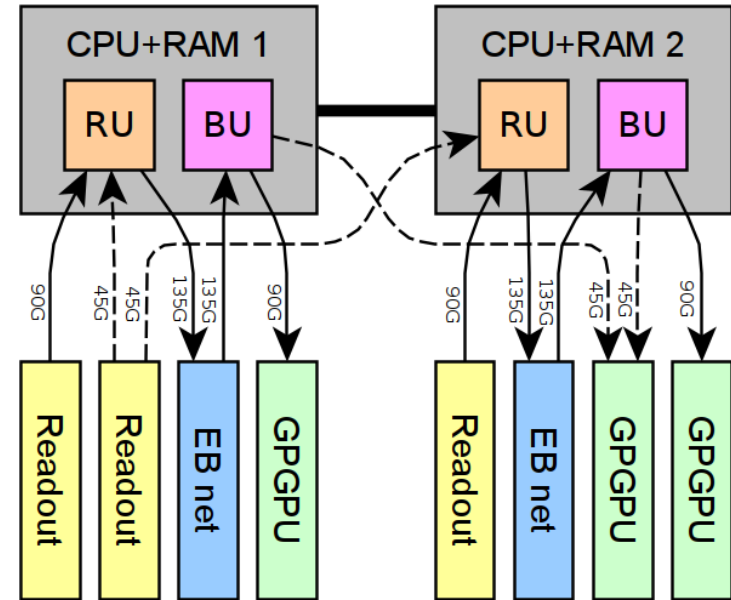 CPU+RAM 1
CPU+RAM 2
RU
BU
RU
BU
90G
45G
45G
135G
135G
90G
90G
135G
135G
45G
45G
90G
Readout
Readout
EB net
GPGPU
Readout
EB net
GPGPU
GPGPU